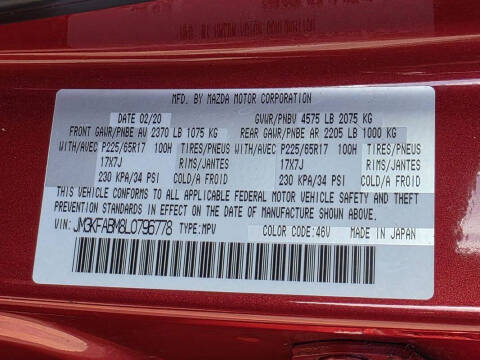 MFD. BY MAZDA MOTOR CORPORATION
DATE 02/20 GVWR/PNBV 4575 LB 2075 KG
FRONT GAWR/PNBE AV 2370 LB 1075 KG REAR GAWR/PNBE AR 2205 LB 1000 KG
WITH/AVEC P225/65R17 100H TIRES/PNEUS WITH/AVEC P225/65R17 100H TIRES/PNEUS
17X7J RIMS/JANTES 17X7J RIMS/JANTES
230 KPA/34 PSI COLD/A FROID 230 KPA/34 PSI COLD/A FROID
THIS VEHICLE CONFORMS TO ALL APPLICABLE FEDERAL MOTOR VEHICLE SAFETY AND THEFT
PREVENTION STANDARDS IN EFFECT ON THE DATE OF MANUFACTURE SHOWN ABOVE.
VIN: JM3KFABM8L0796778 TYPE:MPV COLOR CODE:46V MADE IN JAPAN